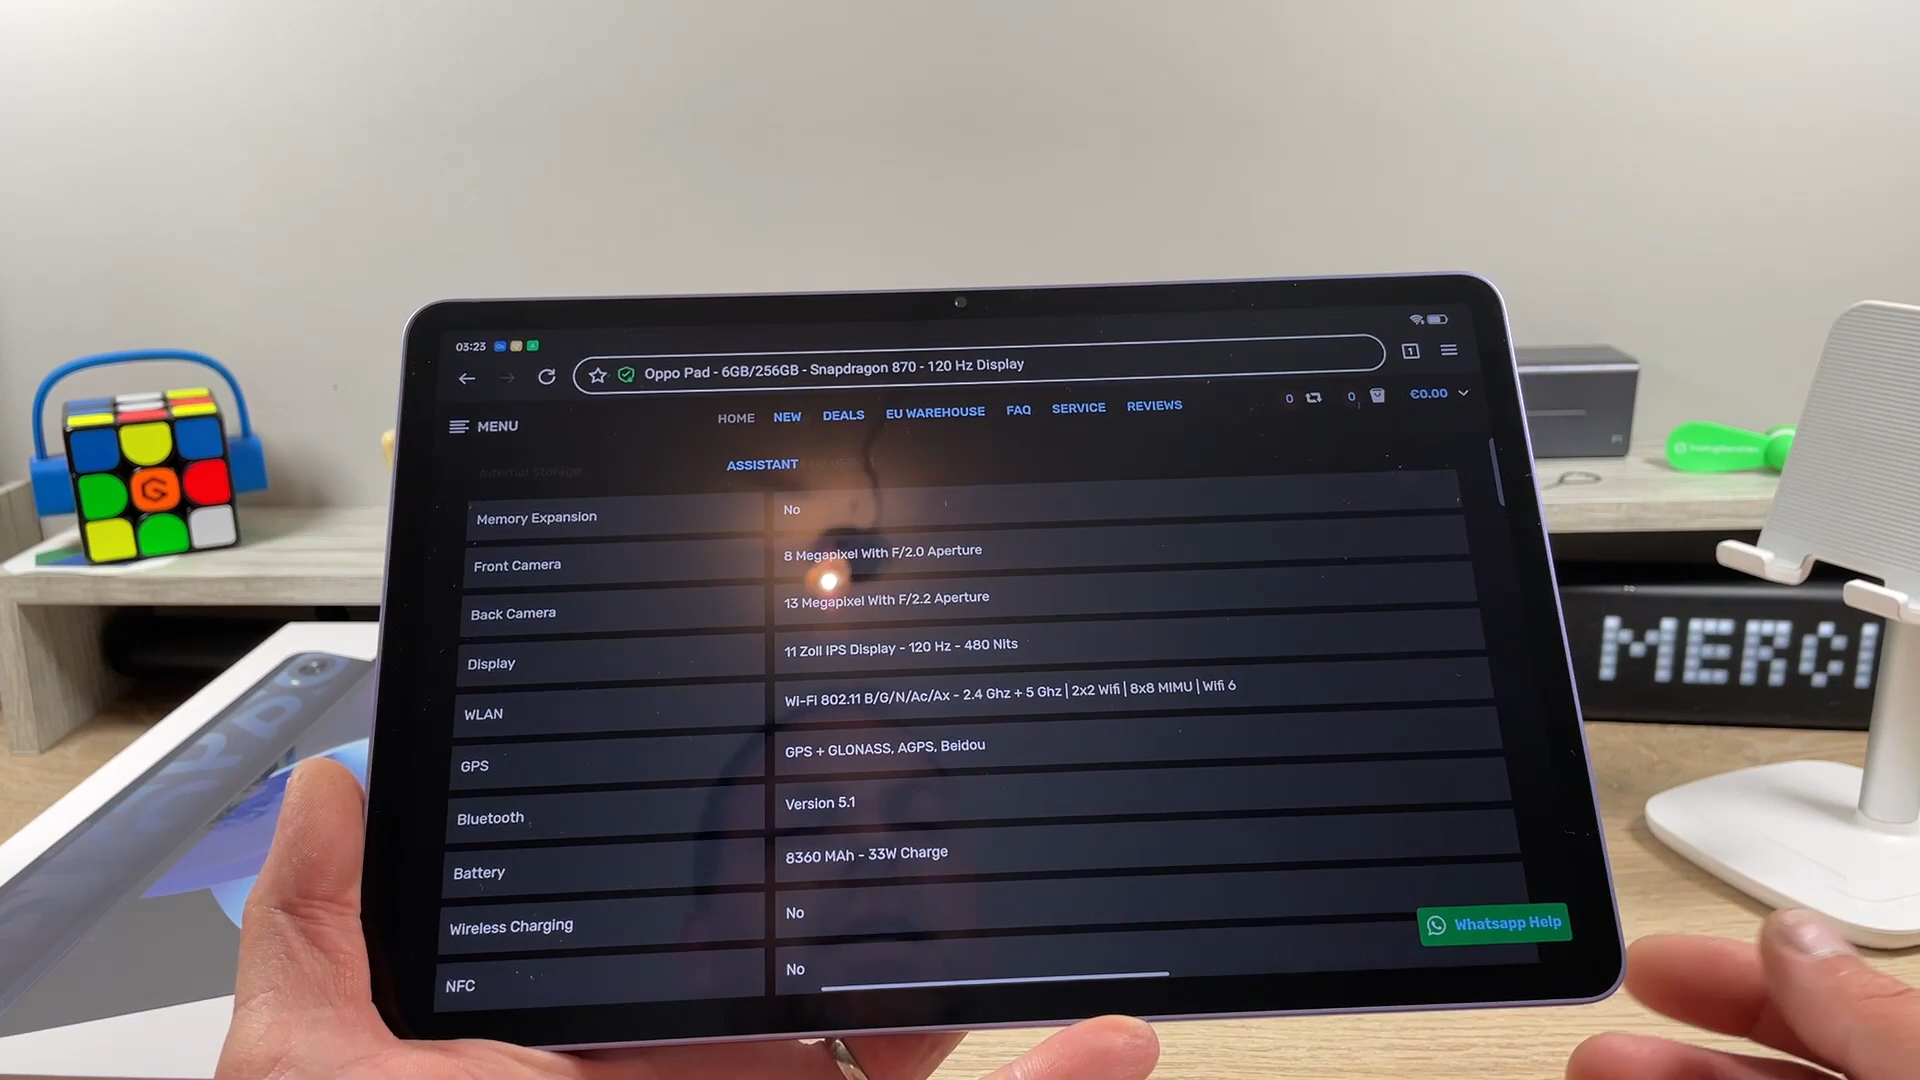 03:23
Oppo Pad - 6GB/256GB - Snapdragon 870 - 120 Hz Display
1
MENU
HOME NEW DEALS EU WAREHOUSE FAQ SERVICE REVIEWS
0 0 €0.00
ASSISTANT
Internal Storage
Memory Expansion No
Front Camera 8 Megapixel With F/2.0 Aperture
Back Camera 13 Megapixel With F/2.2 Aperture
Display 11 Zoll IPS Display - 120 Hz - 480 Nits
WLAN Wi-Fi 802.11 B/G/N/Ac/Ax - 2.4 Ghz + 5 Ghz | 2x2 Wifi | 8x8 MIMU | Wifi 6
GPS GPS + GLONASS, AGPS, Beidou
Bluetooth Version 5.1
Battery 8360 MAh - 33W Charge
Wireless Charging No
NFC No
Whatsapp Help
OPPO
MERCI